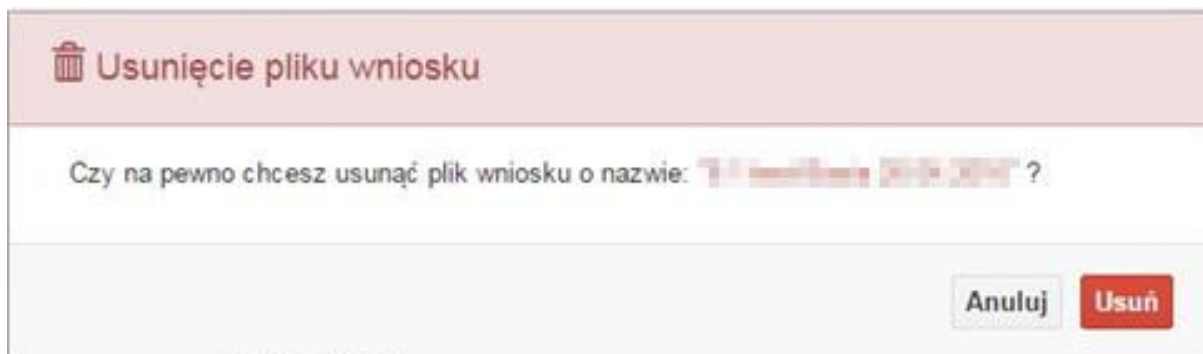 Usunięcie pliku wniosku
Czy na pewno chcesz usunąć plik wniosku o nazwie: ?
Anuluj Usuń